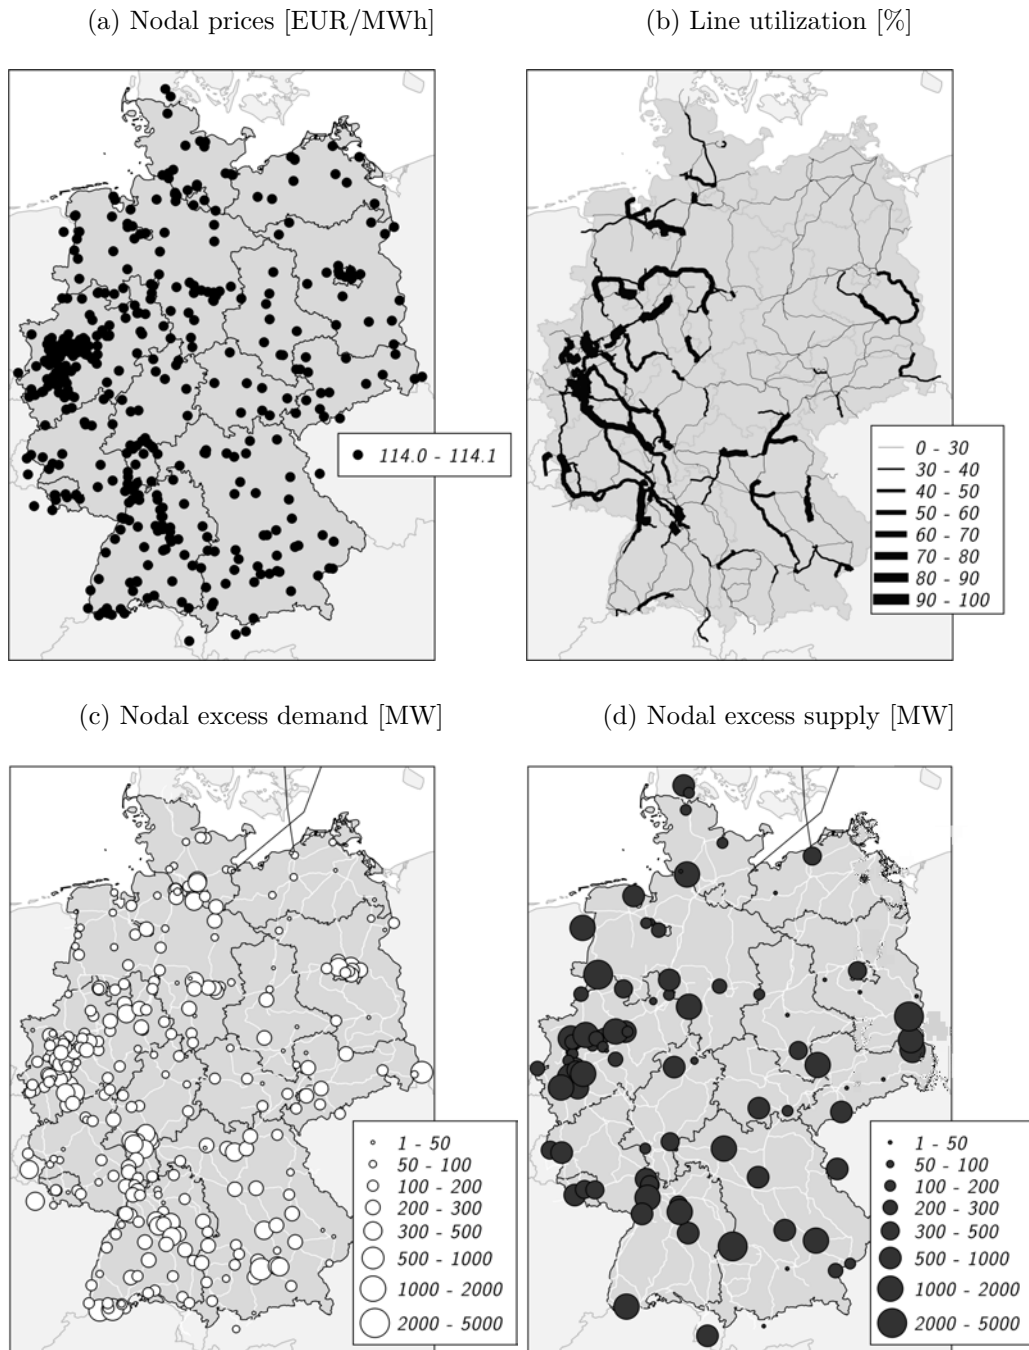 (a) Nodal prices [EUR/MWh]
(b) Line utilization [%]
114.0 - 114.1
0 - 30
30 - 40
40 - 50
50 - 60
60 - 70
70 - 80
80 - 90
90 - 100
(c) Nodal excess demand [MW]
(d) Nodal excess supply [MW]
1 - 50
50 - 100
100 - 200
200 - 300
300 - 500
500 - 1000
1000 - 2000
2000 - 5000
1 - 50
50 - 100
100 - 200
200 - 300
300 - 500
500 - 1000
1000 - 2000
2000 - 5000